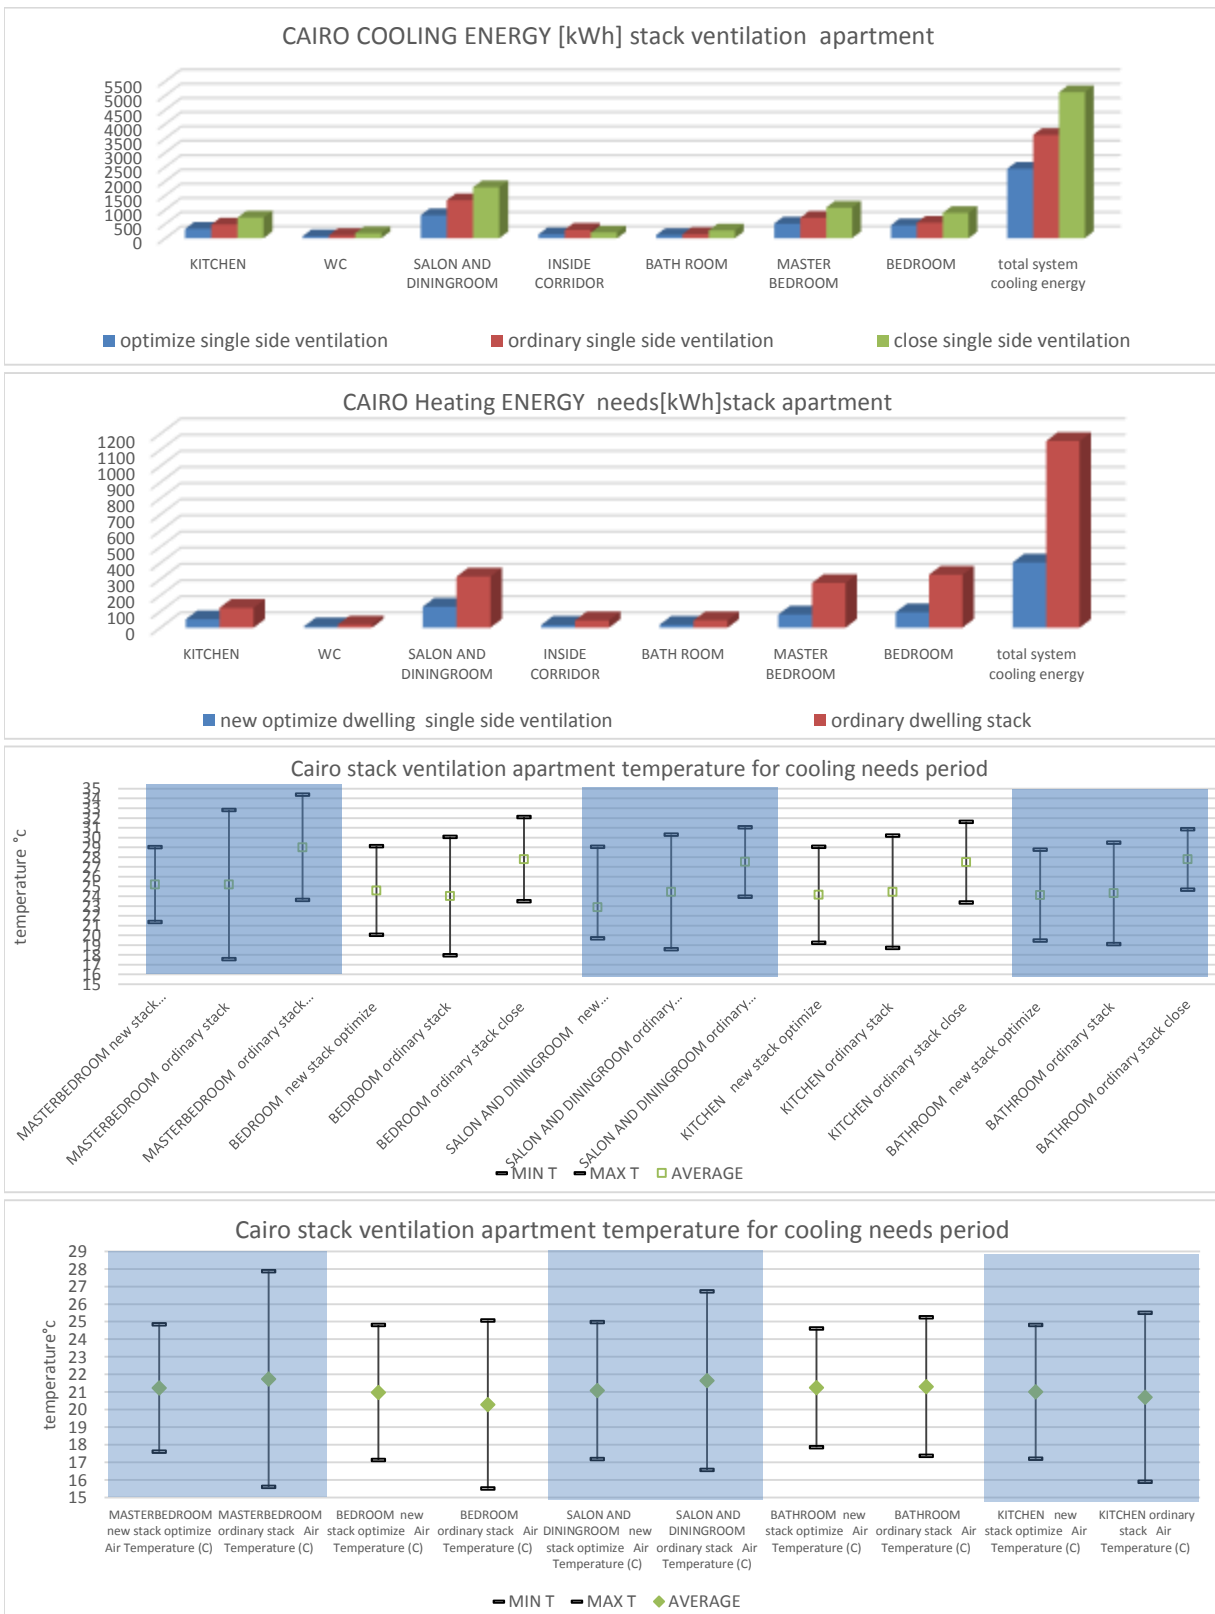 CAIRO COOLING ENERGY [kWh] stack ventilation apartment
5500
5000
4500
4000
3500
3000
2500
2000
1500
1000
500
0
KITCHEN
WC
SALON AND
DININGROOM
INSIDE
CORRIDOR
BATH ROOM
MASTER
BEDROOM
BEDROOM
total system
cooling energy
optimize single side ventilation
ordinary single side ventilation
close single side ventilation
CAIRO Heating ENERGY needs[kWh]stack apartment
1200
1100
1000
900
800
700
600
500
400
300
200
100
0
KITCHEN
WC
SALON AND
DININGROOM
INSIDE
CORRIDOR
BATH ROOM
MASTER
BEDROOM
BEDROOM
total system
cooling energy
new optimize dwelling single side ventilation
ordinary dwelling stack
Cairo stack ventilation apartment temperature for cooling needs period
temperature °c
35
34
33
32
31
30
29
28
27
26
25
24
23
22
21
20
19
18
17
16
15
MASTERBEDROOM new stack...
MASTERBEDROOM ordinary stack
MASTERBEDROOM ordinary stack...
BEDROOM new stack optimize
BEDROOM ordinary stack
BEDROOM ordinary stack close
SALON AND DININGROOM new...
SALON AND DININGROOM ordinary...
SALON AND DININGROOM ordinary...
KITCHEN new stack optimize
KITCHEN ordinary stack
KITCHEN ordinary stack close
BATHROOM new stack optimize
BATHROOM ordinary stack
BATHROOM ordinary stack close
MIN T
MAX T
AVERAGE
Cairo stack ventilation apartment temperature for cooling needs period
temperature°c
29
28
27
26
25
24
23
22
21
20
19
18
17
16
15
MASTERBEDROOM
new stack optimize
Air Temperature (C)
MASTERBEDROOM
ordinary stack Air
Temperature (C)
BEDROOM new
stack optimize Air
Temperature (C)
BEDROOM
ordinary stack Air
Temperature (C)
SALON AND
DININGROOM new
stack optimize Air
Temperature (C)
SALON AND
DININGROOM
ordinary stack Air
Temperature (C)
BATHROOM new
stack optimize Air
Temperature (C)
BATHROOM
ordinary stack Air
Temperature (C)
KITCHEN new
stack optimize Air
Temperature (C)
KITCHEN ordinary
stack Air
Temperature (C)
MIN T
MAX T
AVERAGE